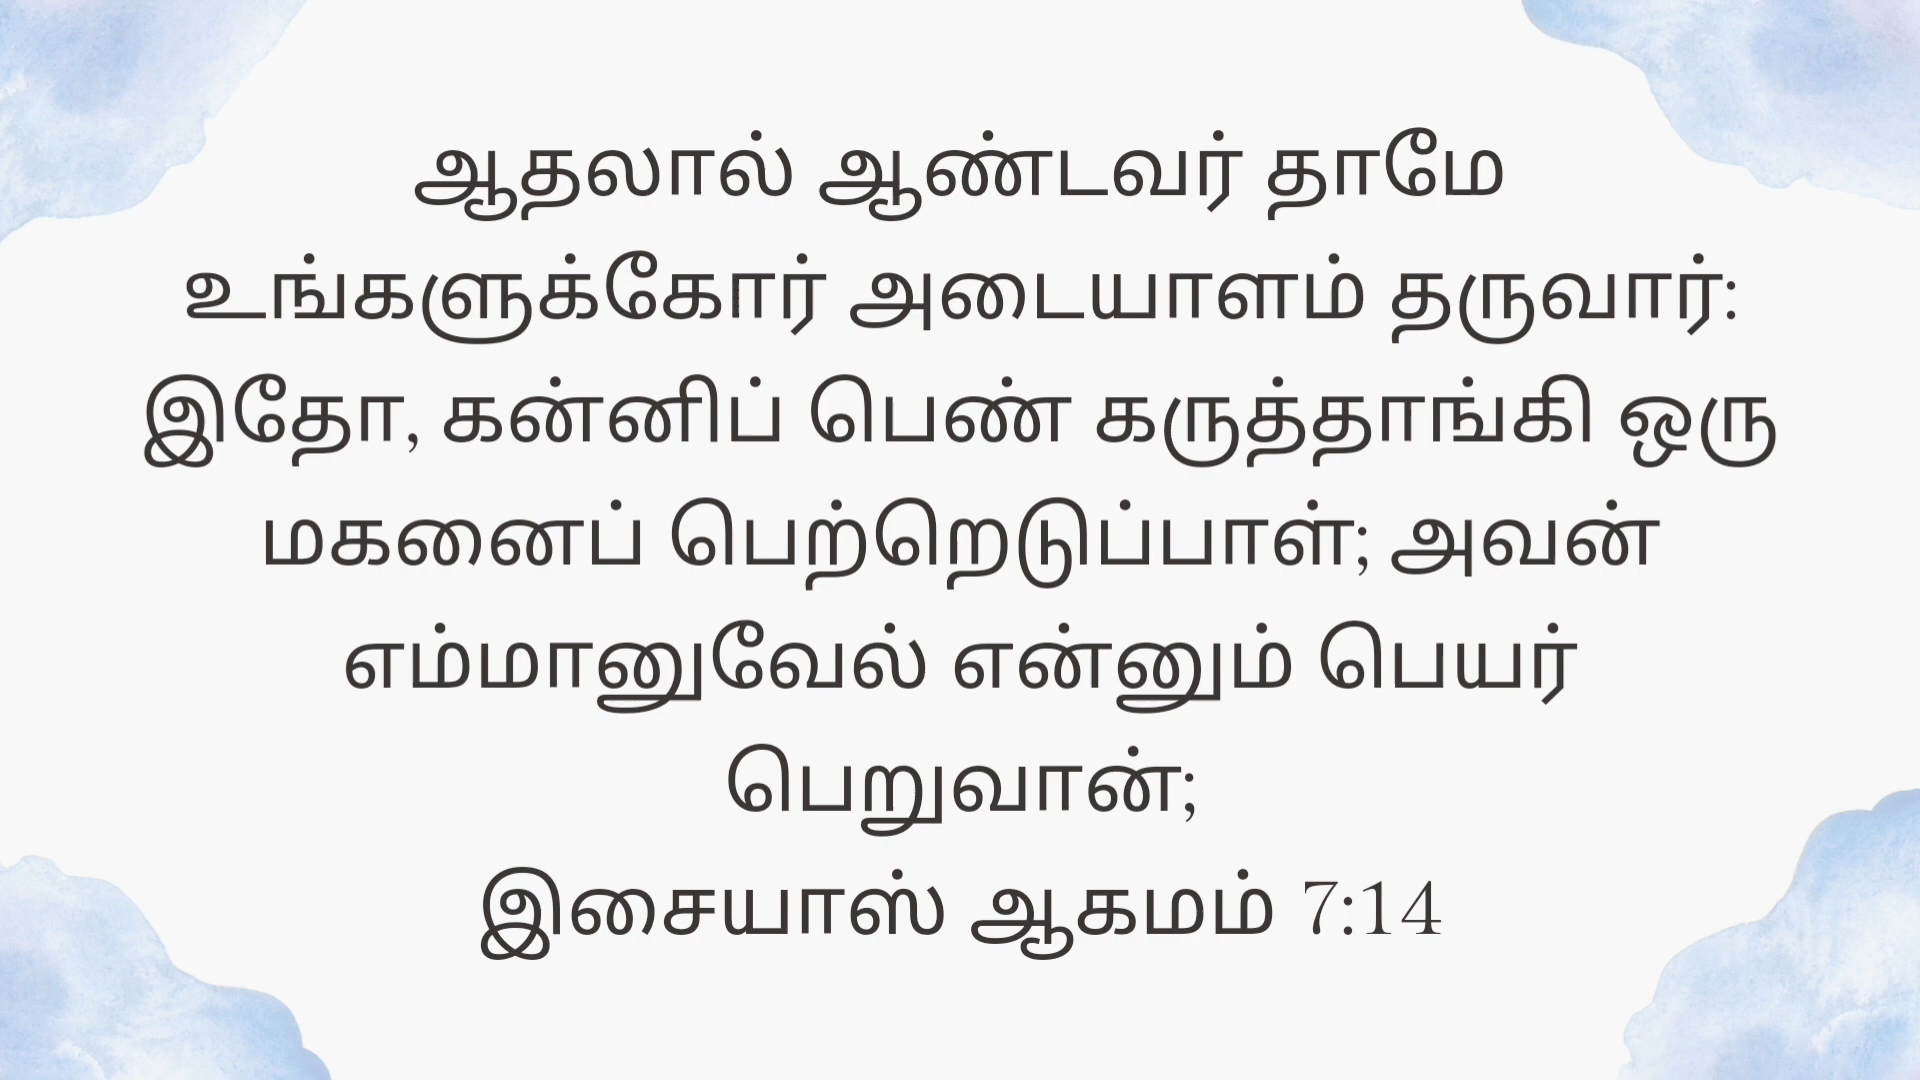 ஆதலால் ஆண்டவர் தாமே
உங்களுக்கோர் அடையாளம் தருவார்:
இதோ, கன்னிப் பெண் கருத்தாங்கி ஒரு
மகனைப் பெற்றெடுப்பாள்; அவன்
எம்மானுவேல் என்னும் பெயர்
பெறுவான்;
இசையாஸ் ஆகமம் 7:14